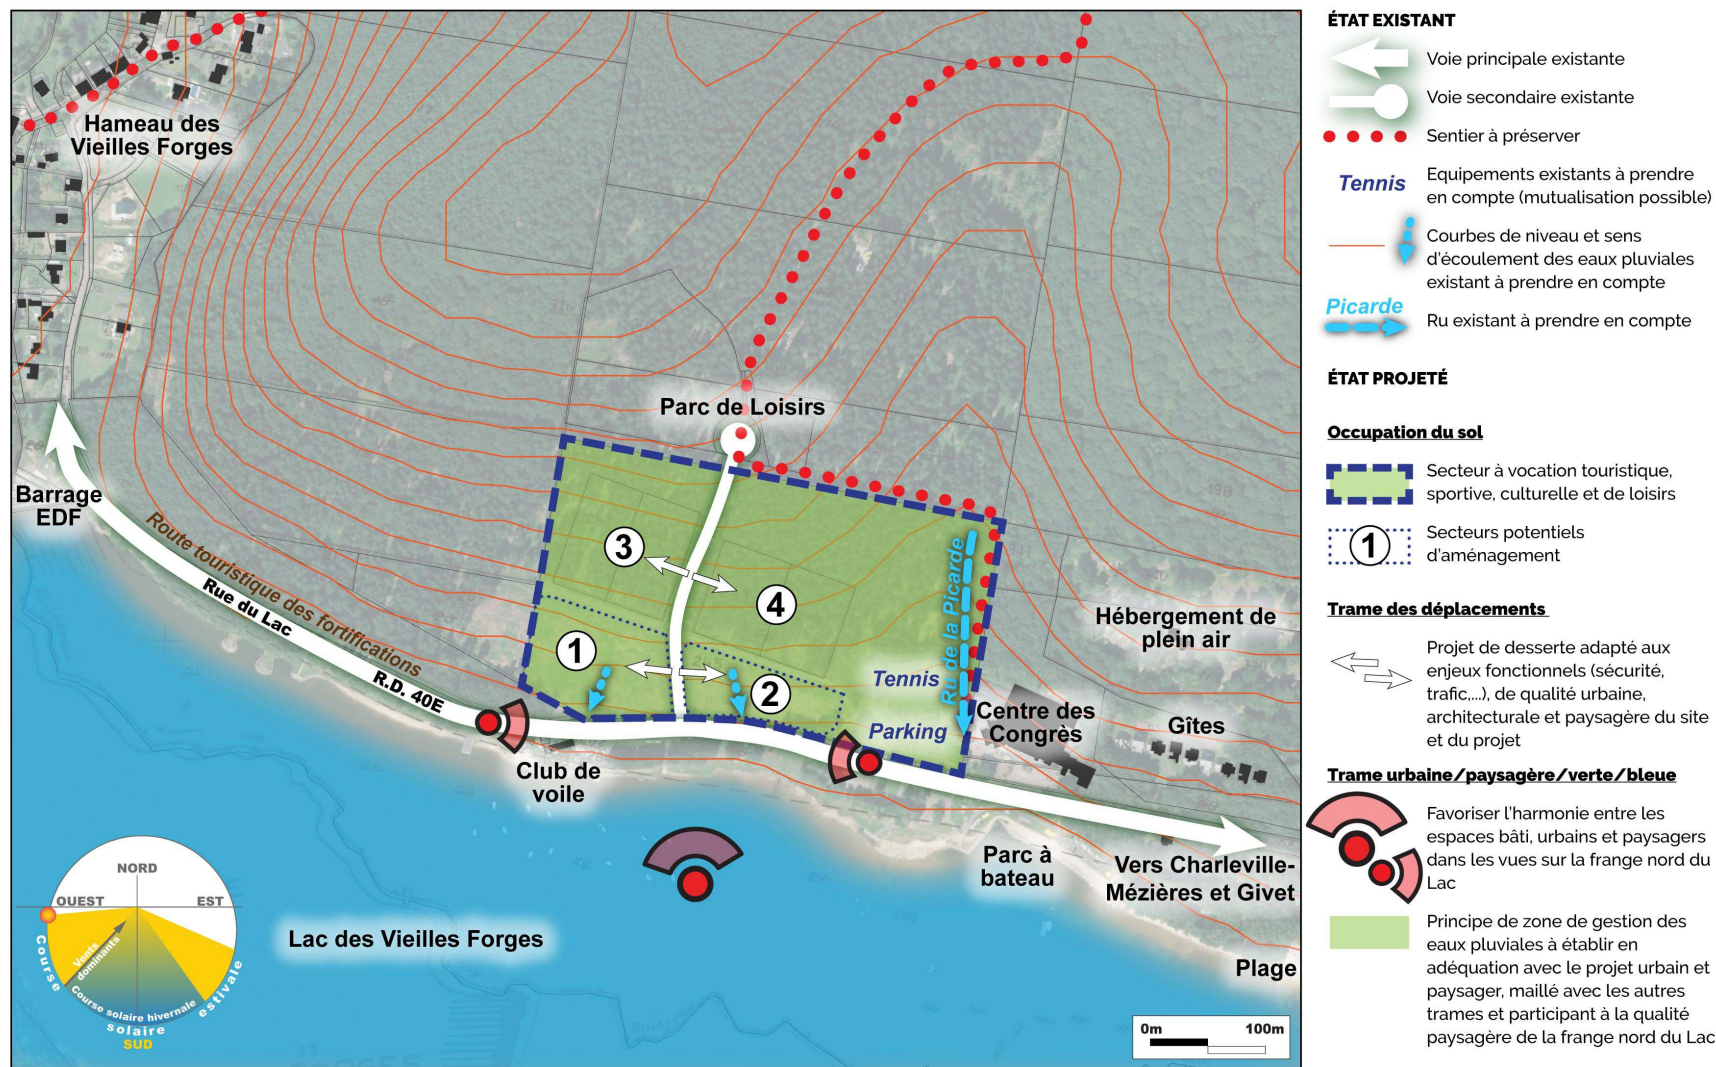 Hameau des
Vieilles Forges
Parc de Loisirs
Barrage
EDF
Route touristique des fortifications
Rue du Lac
R.D. 40E
3
4
1
2
Tennis
Parking
Ru de la Picarde
Hébergement de
plein air
Centre des
Congrès
Gîtes
Club de
voile
Parc à
bateau
Vers Charleville-
Mézières et Givet
Plage
Lac des Vieilles Forges
NORD
OUEST
EST
Vents
dominants
Course solaire hivernale
Course solaire estivale
SUD
0m
100m
ÉTAT EXISTANT
Voie principale existante
Voie secondaire existante
Sentier à préserver
Tennis
Equipements existants à prendre
en compte (mutualisation possible)
Courbes de niveau et sens
d'écoulement des eaux pluviales
existant à prendre en compte
Picarde
Ru existant à prendre en compte
ÉTAT PROJETÉ
Occupation du sol
Secteur à vocation touristique,
sportive, culturelle et de loisirs
1
Secteurs potentiels
d'aménagement
Trame des déplacements
Projet de desserte adapté aux
enjeux fonctionnels (sécurité,
trafic,...), de qualité urbaine,
architecturale et paysagère du site
et du projet
Trame urbaine/paysagère/verte/bleue
Favoriser l'harmonie entre les
espaces bâti, urbains et paysagers
dans les vues sur la frange nord du
Lac
Principe de zone de gestion des
eaux pluviales à établir en
adéquation avec le projet urbain et
paysager, maillé avec les autres
trames et participant à la qualité
paysagère de la frange nord du Lac